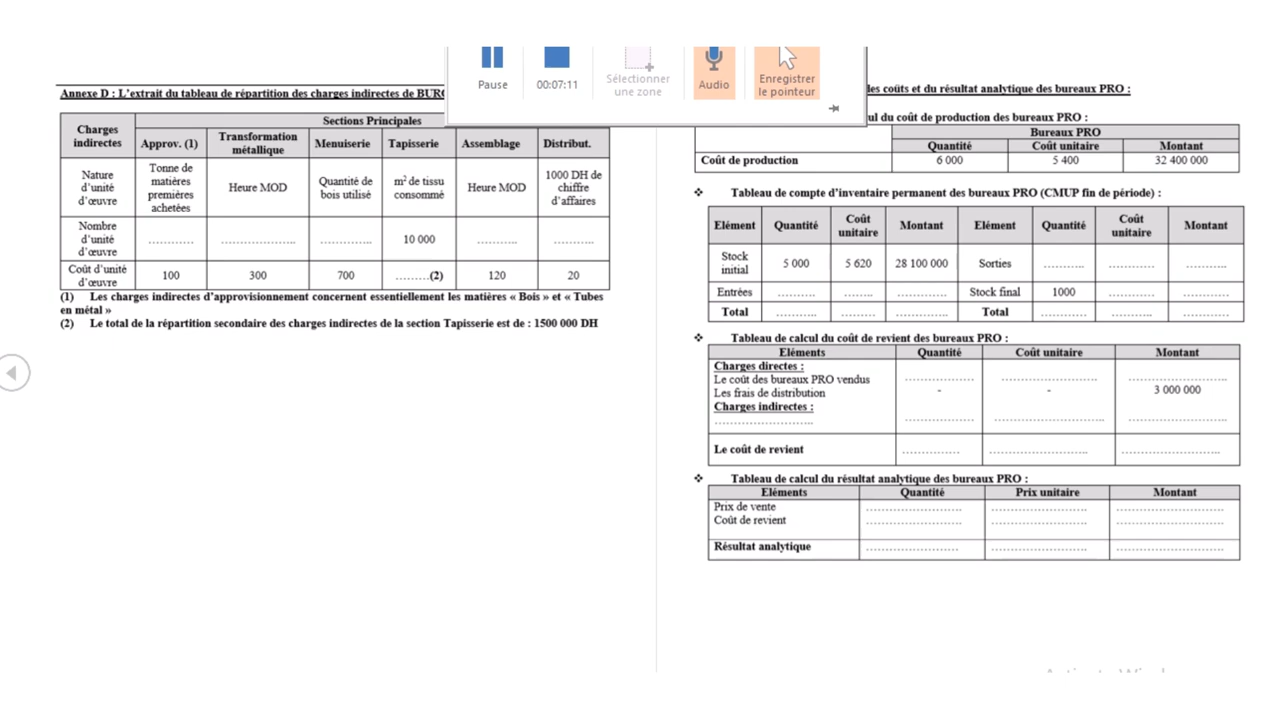 Pause
00:07:11
Sélectionner
une zone
Audio
Enregistrer
le pointeur
Annexe D : L'extrait du tableau de répartition des charges indirectes de
Charges
indirectes
Sections Principales
Approv. (1)
Transformation
métallique
Menuiserie
Tapisserie
Assemblage
Distribut.
Nature
d'unité
d'œuvre
Tonne de
matières
premières
achetées
Heure MOD
Quantité de
bois utilisé
m² de tissu
consommé
Heure MOD
1000 DH de
chiffre
d'affaires
Nombre
d'unité
d'œuvre
…………
………………..
…………..
10 000
………..
………..
Coût d'unité
d'œuvre
100
300
700
………(2)
120
20
(1) Les charges indirectes d'approvisionnement concernent essentiellement les matières « Bois » et « Tubes
en métal »
(2) Le total de la répartition secondaire des charges indirectes de la section Tapisserie est de : 1500 000 DH
les coûts et du résultat analytique des bureaux PRO :
du coût de production des bureaux PRO :
Bureaux PRO
Quantité Coût unitaire Montant
Coût de production 6 000 5 400 32 400 000
❖ Tableau de compte d'inventaire permanent des bureaux PRO (CMUP fin de période) :
Elément Quantité Coût unitaire Montant Elément Quantité Coût unitaire Montant
Stock initial 5 000 5 620 28 100 000 Sorties ……….. ………… ………..
Entrées ………. …….. …………. Stock final 1000 ………… …………
Total ……….. ……… ………….. Total ………… ……….. …………
❖ Tableau de calcul du coût de revient des bureaux PRO :
Eléments Quantité Coût unitaire Montant
Charges directes :
Le coût des bureaux PRO vendus ……………… …………………….. ……………………..
Les frais de distribution - - 3 000 000
Charges indirectes :
…………………….. ……………… ……………………….. ……………………..
Le coût de revient …………… …………………….. ……………………..
❖ Tableau de calcul du résultat analytique des bureaux PRO :
Eléments Quantité Prix unitaire Montant
Prix de vente ……………………. ……………………. ……………………….
Coût de revient ……………………. ……………………. ……………………….
Résultat analytique ……………………. ……………………. ……………………….